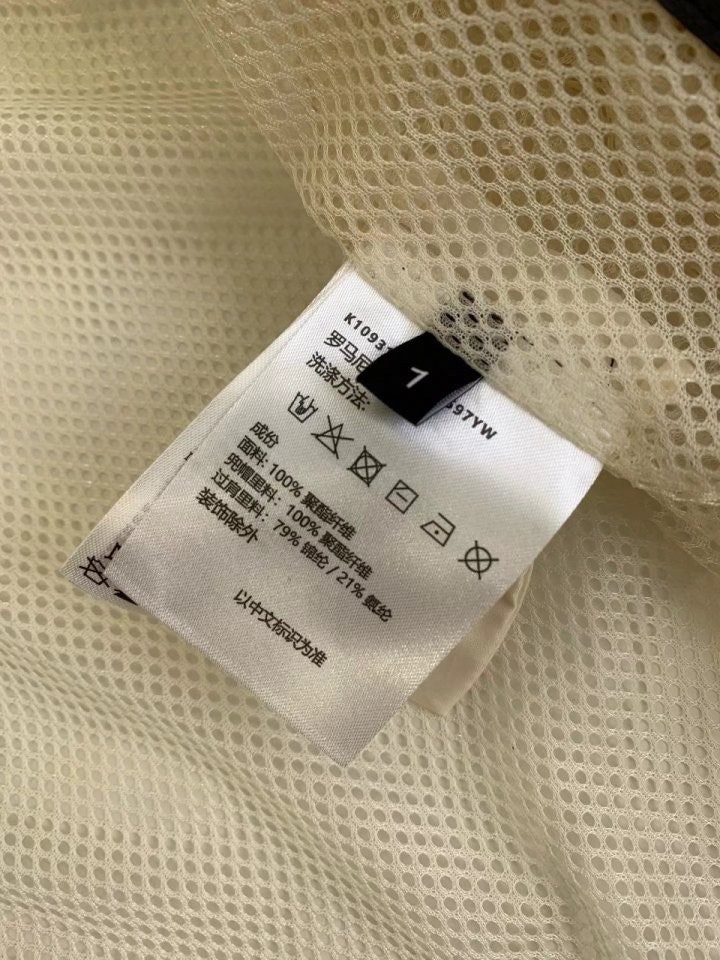 K1093
597YW
罗马尼
洗涤方法:
1
成份
面料: 100% 聚酯纤维
兜帽里料: 100% 聚酯纤维
过肩里料: 79% 锦纶 / 21% 氨纶
装饰除外
以中文标识为准